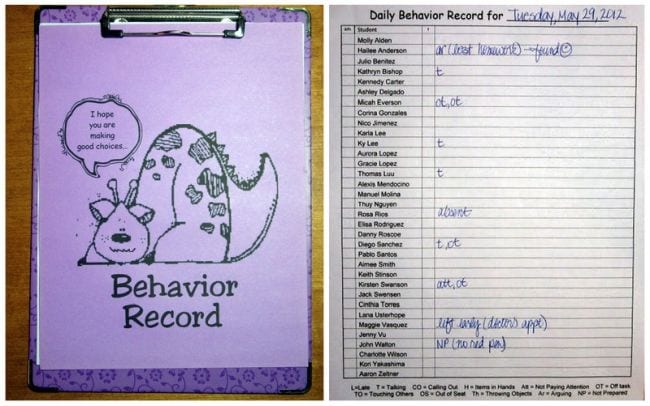 I hope
you are
making
good choices...
Behavior
Record
Daily Behavior Record for Tuesday, May 29, 2012
Student
Molly Alden
Hailee Anderson ar (lost homework) → found ☺
Julio Benitez
Kathryn Bishop t
Kennedy Carter
Ashley Delgado
Micah Everson ot, ot
Corina Gonzales
Nico Jimenez
Karla Lee
Ky Lee t
Aurora Lopez
Gracie Lopez
Thomas Luu t
Alexis Mendocino
Manuel Molina
Thuy Nguyen
Rosa Rios absent
Elisa Rodriguez
Danny Roscoe
Diego Sanchez t, ot
Pablo Santos
Aimee Smith
Keith Stinson
Kirsten Swanson att, ot
Jack Swensen
Cinthia Torres
Lana Usterhope
Maggie Vasquez left early (doctors appt)
Jenny Vu
John Walton NP (no red pen)
Charlotte Wilson
Kori Yakashima
Aaron Zeltner
L=Late T = Talking CO = Calling Out H = Items in Hands Att = Not Paying Attention OT = Off task
TO = Touching Others OS = Out of Seat Th = Throwing Objects Ar = Arguing NP = Not Prepared